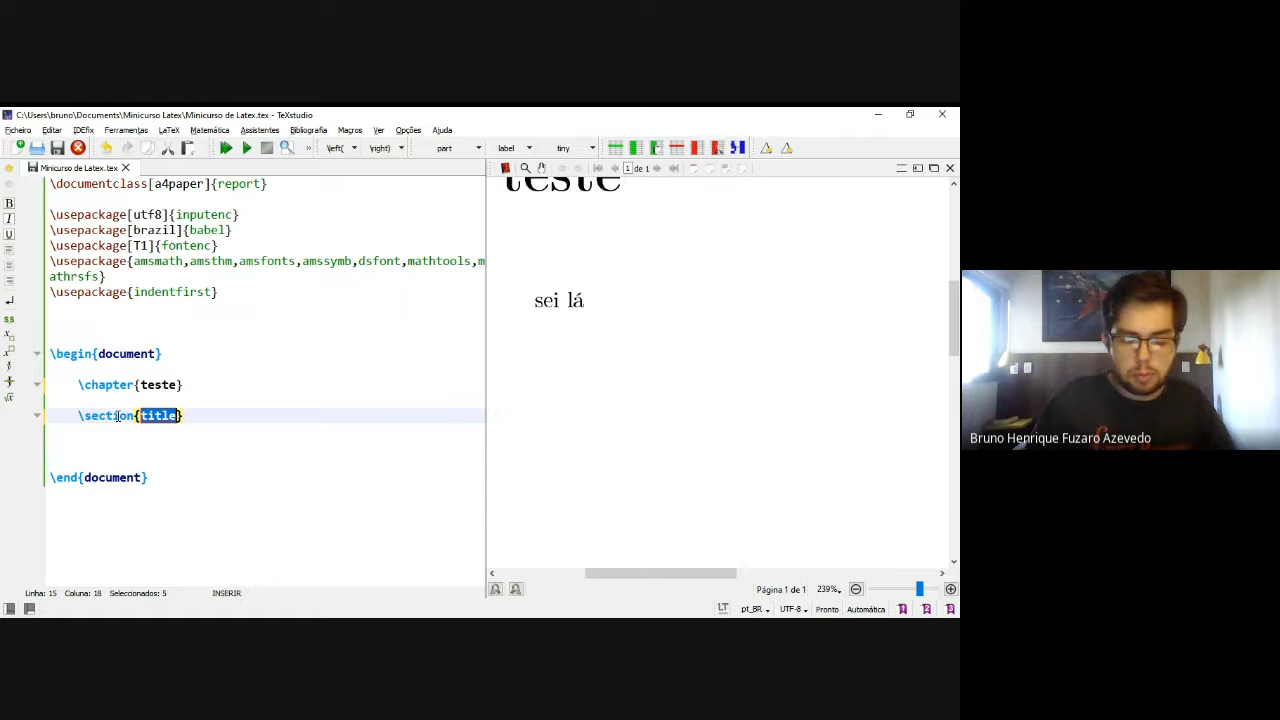 C:\Users\bruno\Documents\Minicurso Latex\Minicurso de Latex.tex - TeXstudio
Ficheiro Editar IDEfix Ferramentas LaTeX Matemática Assistentes Bibliografia Macros Ver Opções Ajuda
\left( \right) part label tiny
Minicurso de Latex.tex
1 de 1
\documentclass[a4paper]{report}
\usepackage[utf8]{inputenc}
\usepackage[brazil]{babel}
\usepackage[T1]{fontenc}
\usepackage{amsmath,amsthm,amsfonts,amssymb,dsfont,mathtools,m
athrsfs}
\usepackage{indentfirst}
\begin{document}
\chapter{teste}
\section{title}
\end{document}
teste
sei lá
Bruno Henrique Fuzaro Azevedo
Linha: 15 Coluna: 18 Selecionados: 5 INSERIR
Página 1 de 1 239%
LT pt_BR UTF-8 Pronto Automática